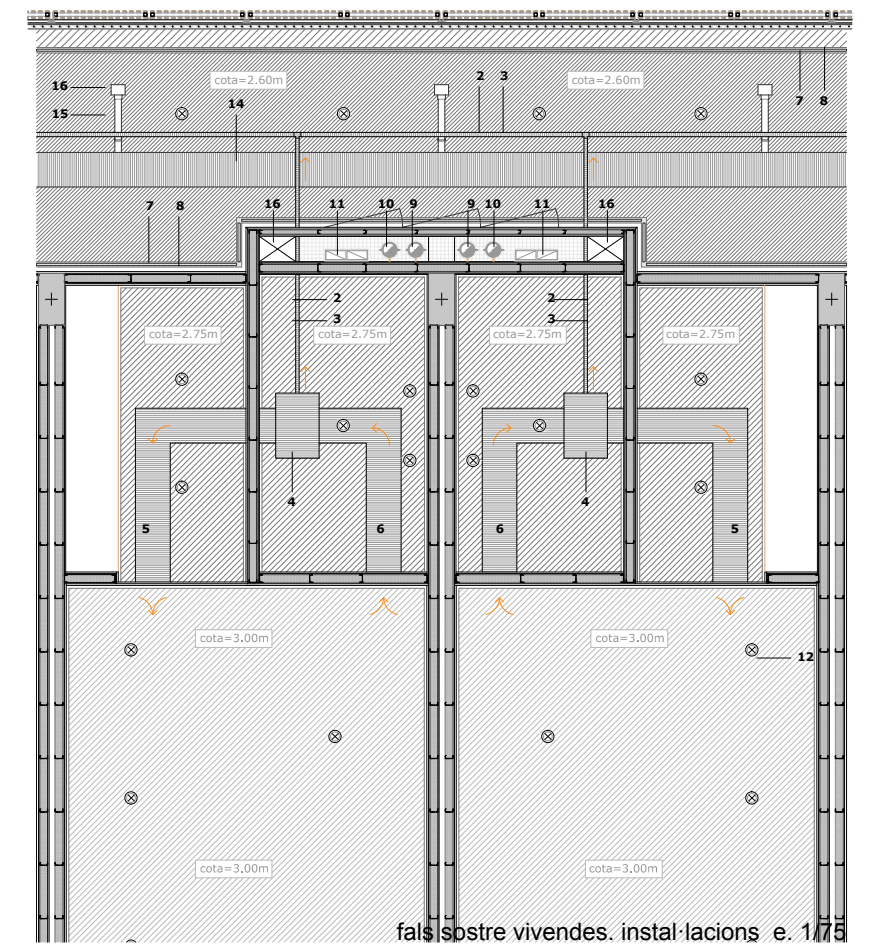 cota=2.60m 2 3 cota=2.60m
16
7 8
14
15
7 8 16 11 10 9 9 10 11 16
2 2
3 3
cota=2.75m cota=2.75m cota=2.75m cota=2.75m
4 4
5 6 6 5
cota=3.00m cota=3.00m
12
cota=3.00m cota=3.00m
fals sostre vivendes. instal·lacions e. 1/75